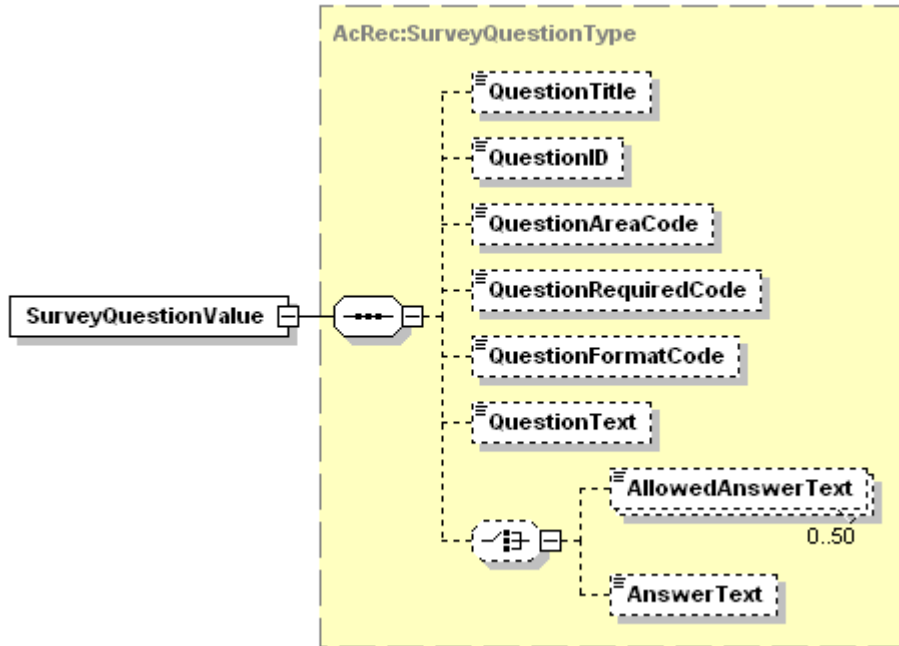 AcRec:SurveyQuestionType
QuestionTitle
QuestionID
QuestionAreaCode
QuestionRequiredCode
SurveyQuestionValue
QuestionFormatCode
QuestionText
AllowedAnswerText
0..50
AnswerText